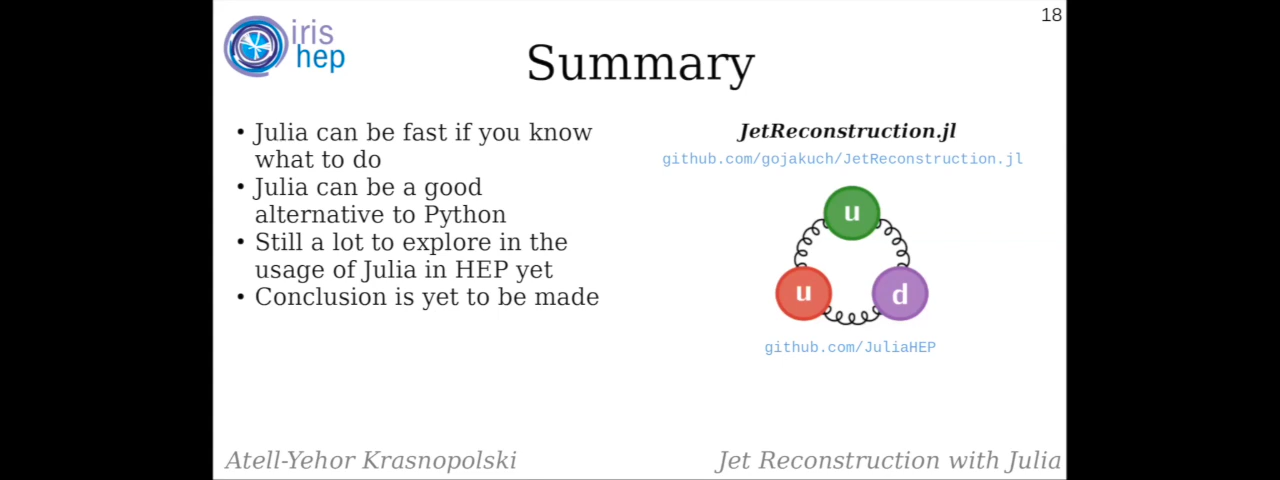 18
iris
hep
Summary
• Julia can be fast if you know
what to do
• Julia can be a good
alternative to Python
• Still a lot to explore in the
usage of Julia in HEP yet
• Conclusion is yet to be made
JetReconstruction.jl
github.com/gojakuch/JetReconstruction.jl
u
u
d
github.com/JuliaHEP
Atell-Yehor Krasnopolski
Jet Reconstruction with Julia